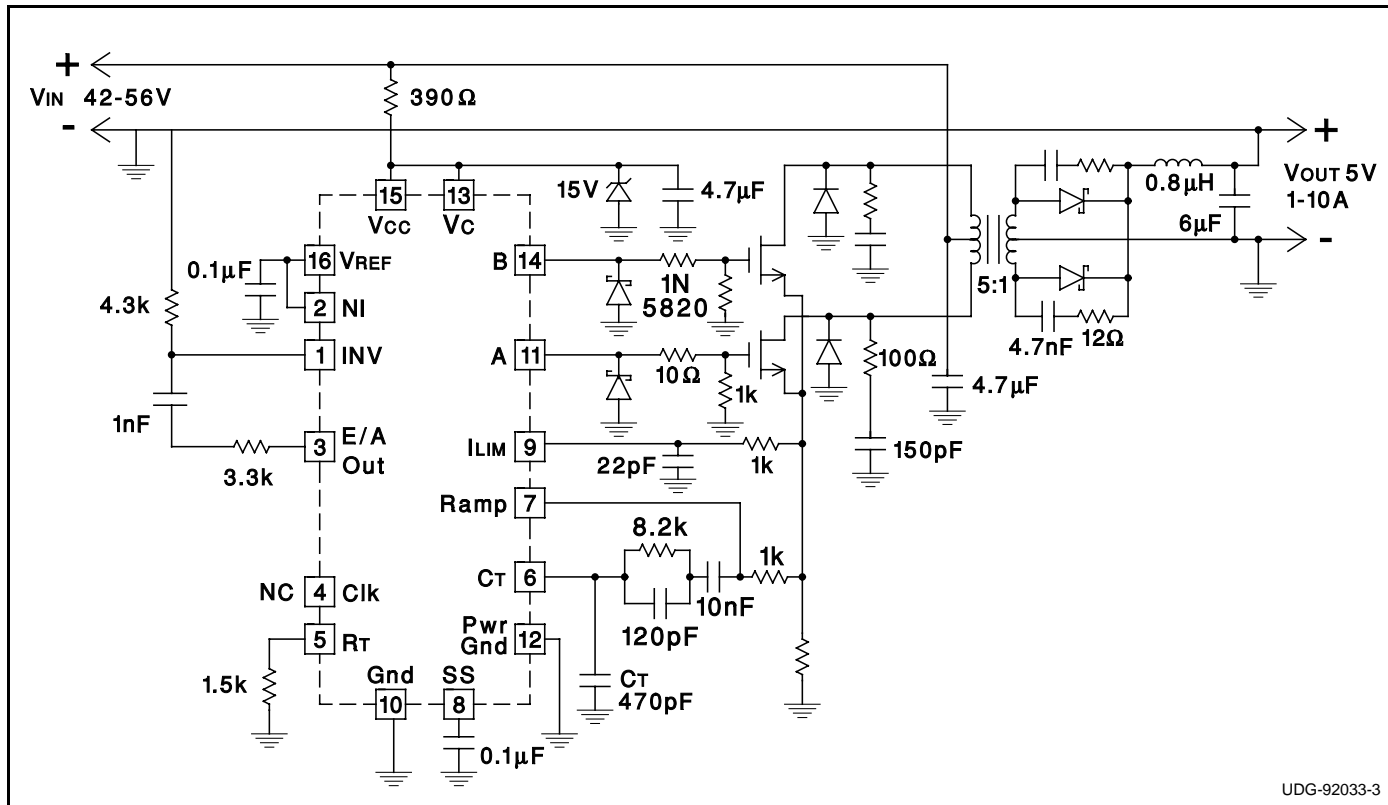 +
VIN 42-56V
-
390Ω
+
VOUT 5V
1-10A
-
0.8µH
6µF
15V
4.7µF
15
VCC
13
VC
0.1µF
16 VREF
2 NI
4.3k
1 INV
1nF
3 E/A
Out
3.3k
B 14
1N
5820
A 11
10Ω
1k
100Ω
4.7µF
5:1
4.7nF
12Ω
ILIM 9
22pF
1k
150pF
Ramp 7
8.2k
1k
CT 6
10nF
120pF
NC 4 Clk
5 RT
Pwr
Gnd 12
1.5k
Gnd
10
SS
8
CT
470pF
0.1µF
UDG-92033-3